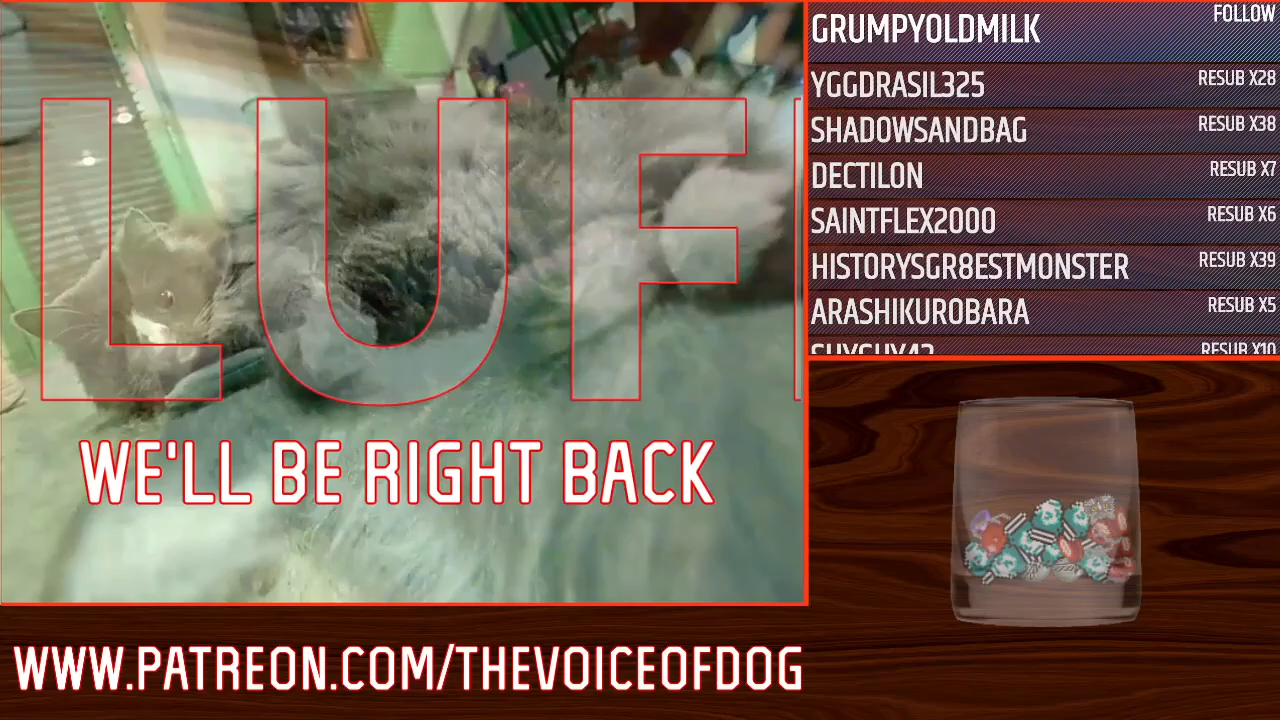 LUF
WE'LL BE RIGHT BACK
WWW.PATREON.COM/THEVOICEOFDOG
GRUMPYOLDMILK FOLLOW
YGGDRASIL325 RESUB X28
SHADOWSANDBAG RESUB X38
DECTILON RESUB X7
SAINTFLEX2000 RESUB X6
HISTORYSGR8ESTMONSTER RESUB X39
ARASHIKUROBARA RESUB X5
RESUB X10